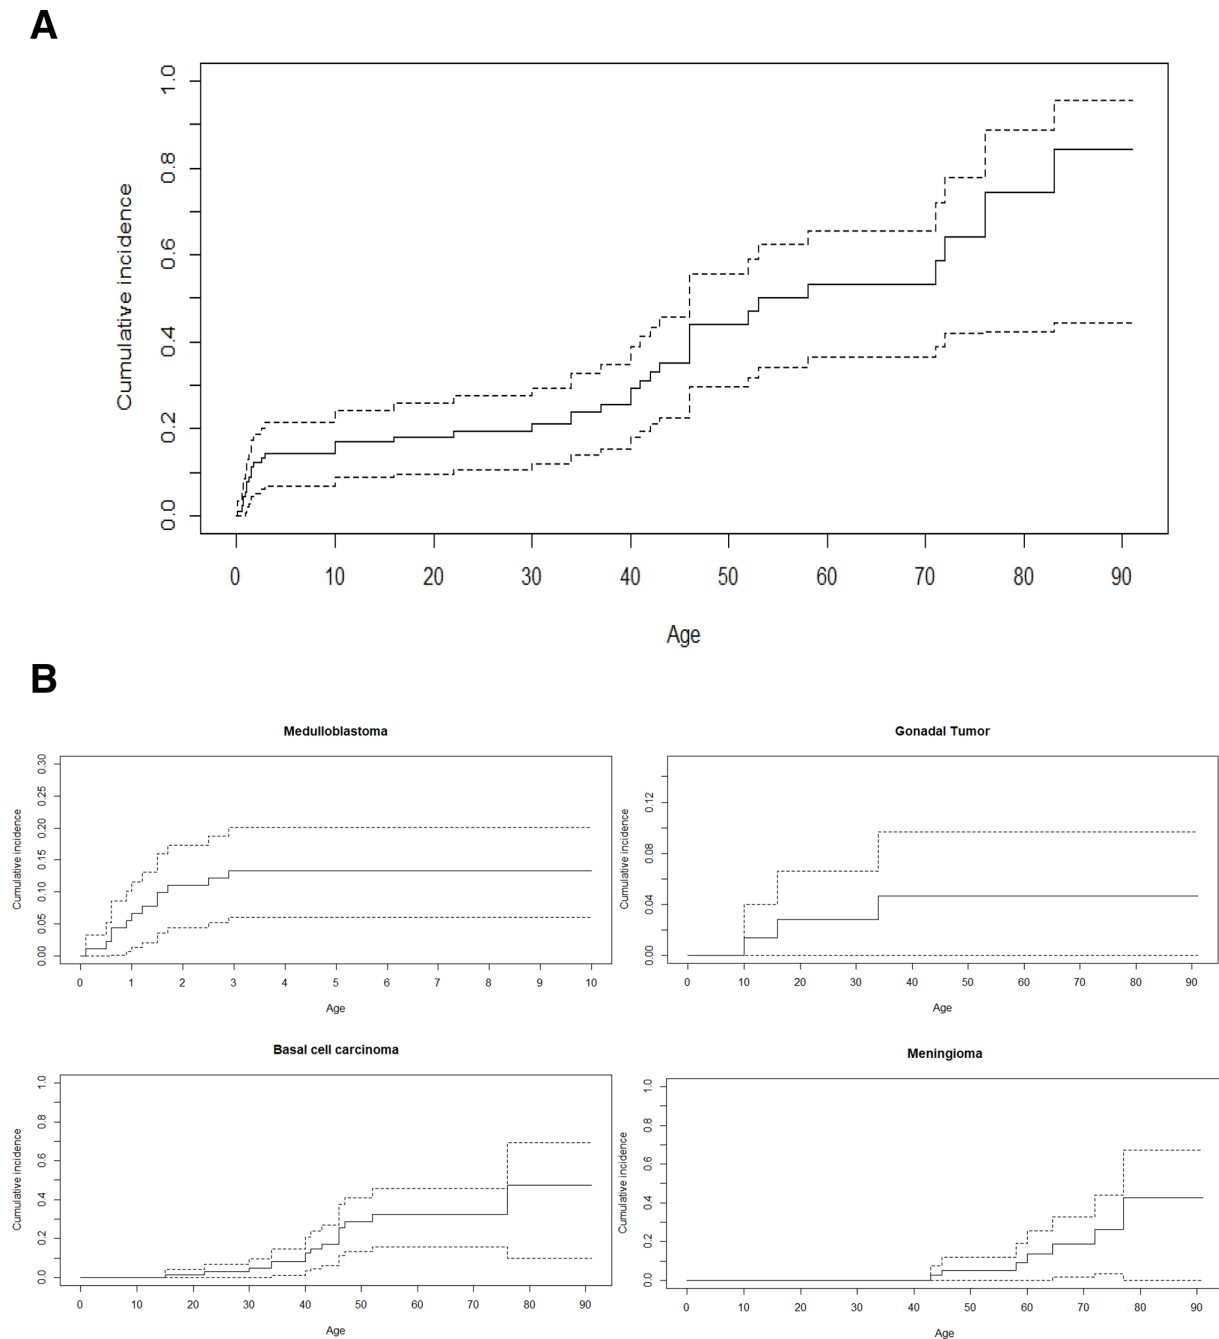 A
Cumulative incidence
1.0
0.8
0.6
0.4
0.2
0.0
0 10 20 30 40 50 60 70 80 90
Age
B
Medulloblastoma
Cumulative incidence
0.30
0.25
0.20
0.15
0.10
0.05
0.00
0 1 2 3 4 5 6 7 8 9 10
Age
Gonadal Tumor
Cumulative incidence
0.12
0.08
0.04
0.00
0 10 20 30 40 50 60 70 80 90
Age
Basal cell carcinoma
Cumulative incidence
1.0
0.8
0.6
0.4
0.2
0.0
0 10 20 30 40 50 60 70 80 90
Age
Meningioma
Cumulative incidence
1.0
0.8
0.6
0.4
0.2
0.0
0 10 20 30 40 50 60 70 80 90
Age